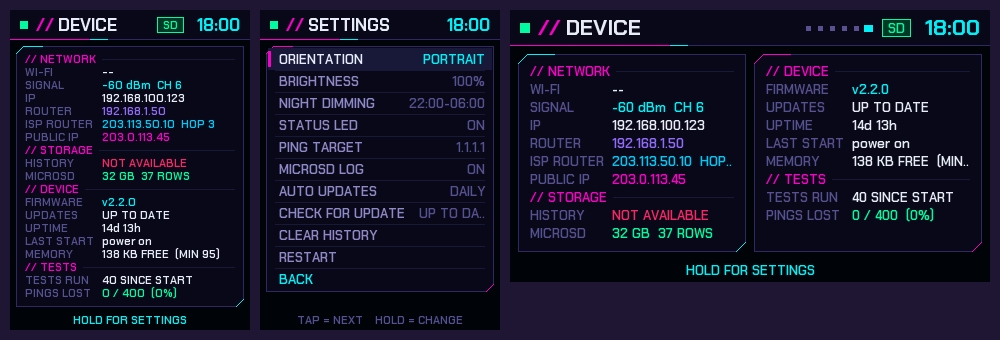 // DEVICE SD 18:00
// NETWORK
WI-FI --
SIGNAL -60 dBm CH 6
IP 192.168.100.123
ROUTER 192.168.1.50
ISP ROUTER 203.113.50.10 HOP 3
PUBLIC IP 203.0.113.45
// STORAGE
HISTORY NOT AVAILABLE
MICROSD 32 GB 37 ROWS
// DEVICE
FIRMWARE v2.2.0
UPDATES UP TO DATE
UPTIME 14d 13h
LAST START power on
MEMORY 138 KB FREE (MIN 95)
// TESTS
TESTS RUN 40 SINCE START
PINGS LOST 0 / 400 (0%)
HOLD FOR SETTINGS
// SETTINGS 18:00
ORIENTATION PORTRAIT
BRIGHTNESS 100%
NIGHT DIMMING 22:00-06:00
STATUS LED ON
PING TARGET 1.1.1.1
MICROSD LOG ON
AUTO UPDATES DAILY
CHECK FOR UPDATE UP TO DA..
CLEAR HISTORY
RESTART
BACK
TAP = NEXT HOLD = CHANGE
// DEVICE SD 18:00
// NETWORK
WI-FI --
SIGNAL -60 dBm CH 6
IP 192.168.100.123
ROUTER 192.168.1.50
ISP ROUTER 203.113.50.10 HOP..
PUBLIC IP 203.0.113.45
// STORAGE
HISTORY NOT AVAILABLE
MICROSD 32 GB 37 ROWS
// DEVICE
FIRMWARE v2.2.0
UPDATES UP TO DATE
UPTIME 14d 13h
LAST START power on
MEMORY 138 KB FREE (MIN..
// TESTS
TESTS RUN 40 SINCE START
PINGS LOST 0 / 400 (0%)
HOLD FOR SETTINGS